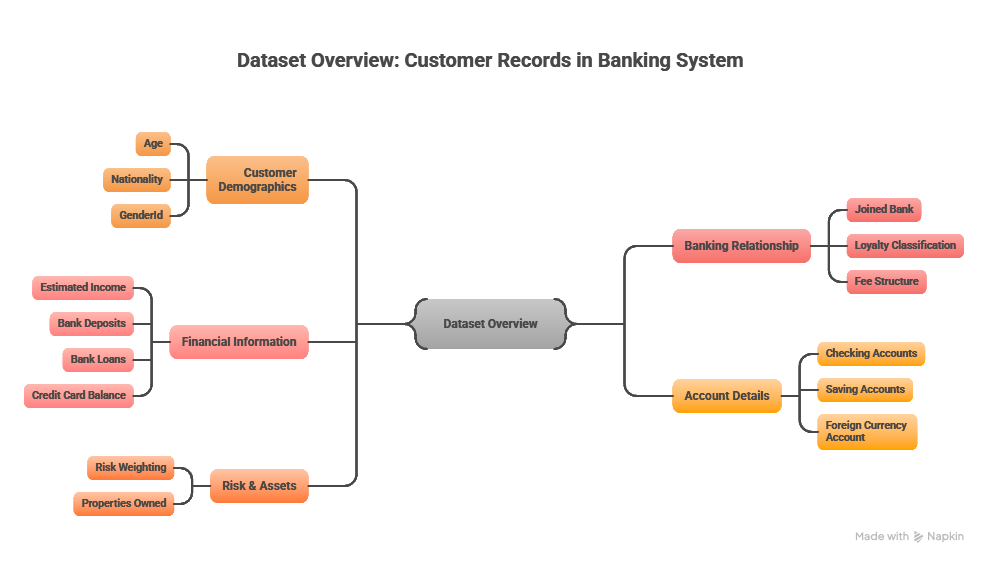 Dataset Overview: Customer Records in Banking System
Age
Nationality
GenderId
Customer
Demographics
Estimated Income
Bank Deposits
Bank Loans
Credit Card Balance
Financial Information
Risk Weighting
Properties Owned
Risk & Assets
Dataset Overview
Banking Relationship
Joined Bank
Loyalty Classification
Fee Structure
Account Details
Checking Accounts
Saving Accounts
Foreign Currency
Account
Made with Napkin